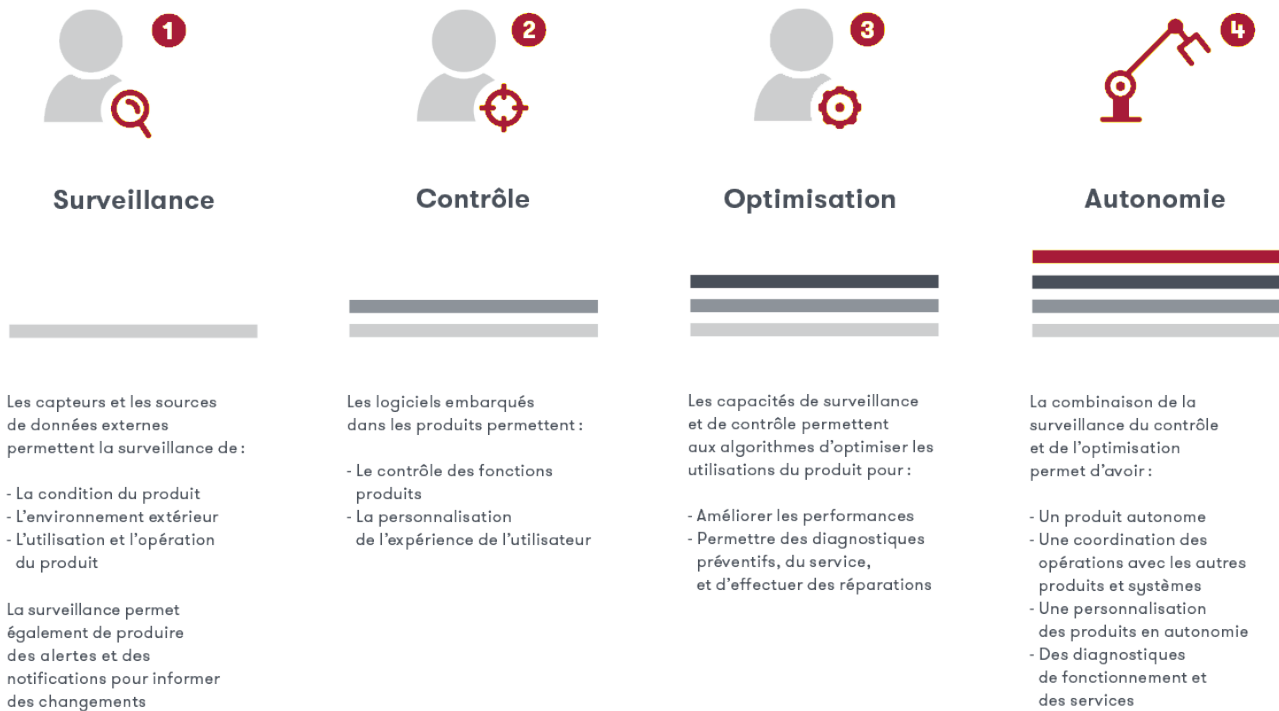 1
Surveillance
Les capteurs et les sources
de données externes
permettent la surveillance de :
- La condition du produit
- L'environnement extérieur
- L'utilisation et l'opération
du produit
La surveillance permet
également de produire
des alertes et des
notifications pour informer
des changements
2
Contrôle
Les logiciels embarqués
dans les produits permettent :
- Le contrôle des fonctions
produits
- La personnalisation
de l'expérience de l'utilisateur
3
Optimisation
Les capacités de surveillance
et de contrôle permettent
aux algorithmes d'optimiser les
utilisations du produit pour :
- Améliorer les performances
- Permettre des diagnostiques
préventifs, du service,
et d'effectuer des réparations
4
Autonomie
La combinaison de la
surveillance du contrôle
et de l'optimisation
permet d'avoir :
- Un produit autonome
- Une coordination des
opérations avec les autres
produits et systèmes
- Une personnalisation
des produits en autonomie
- Des diagnostiques
de fonctionnement et
des services